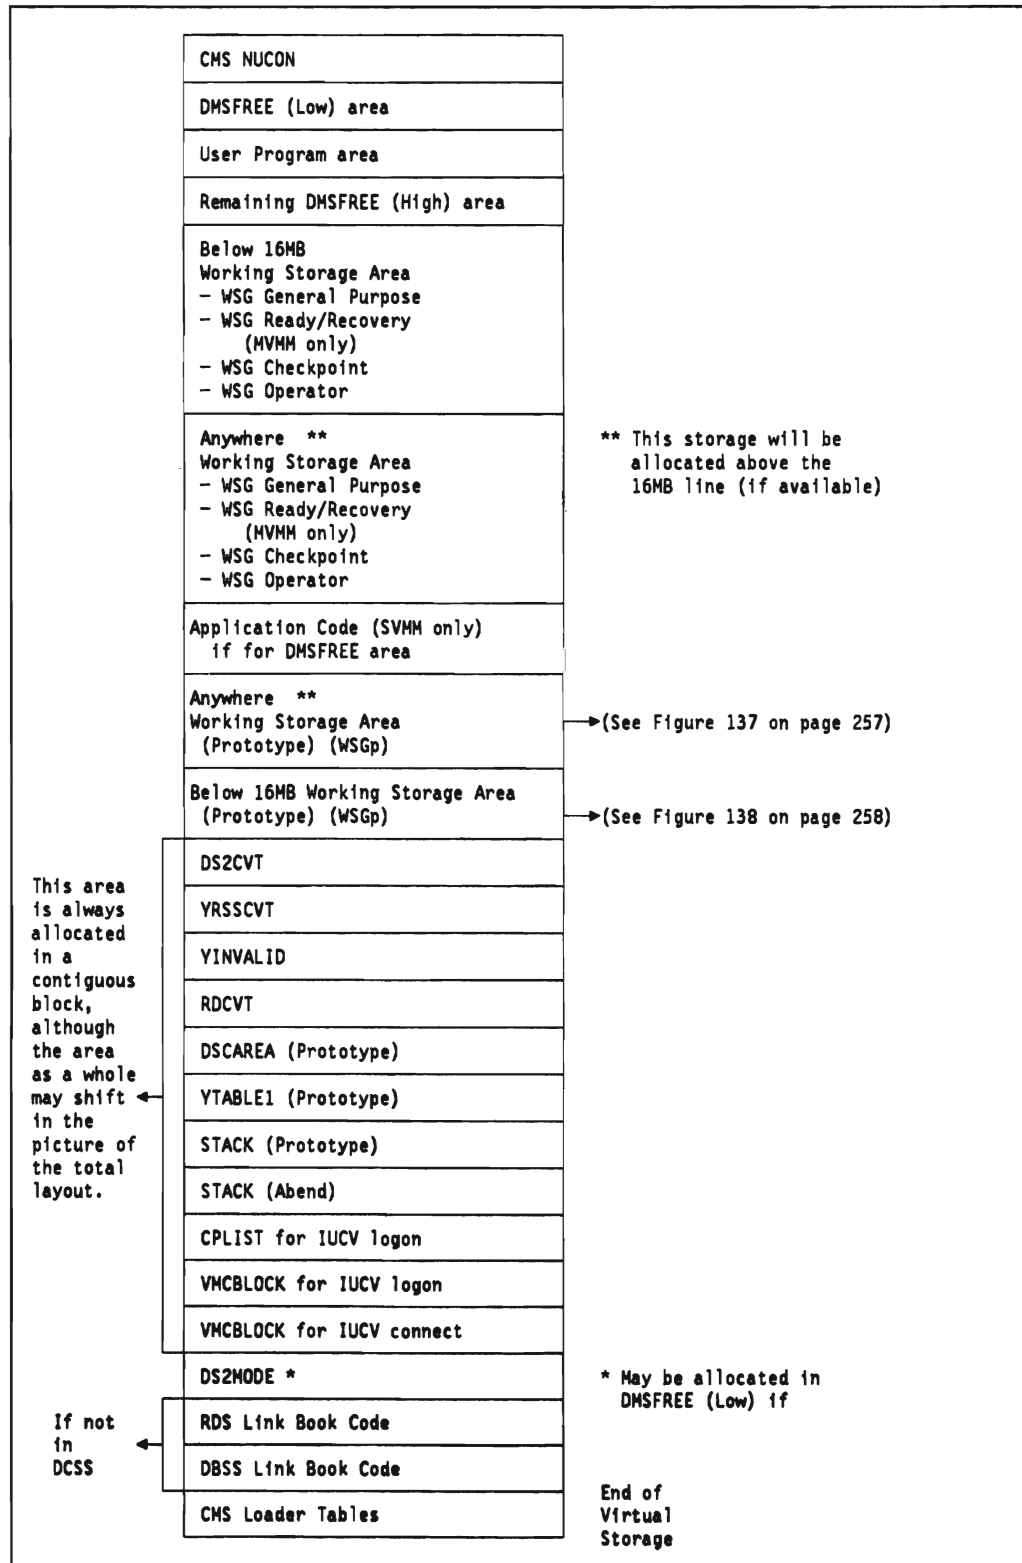 CMS NUCON
DMSFREE (Low) area
User Program area
Remaining DMSFREE (High) area
Below 16MB
Working Storage Area
— WSG General Purpose
— WSG Ready/Recovery
(MVMM only)
— WSG Checkpoint
— WSG Operator
Anywhere **
Working Storage Area
— WSG General Purpose
— WSG Ready/Recovery
(MVMM only)
— WSG Checkpoint
— WSG Operator
** This storage will be
allocated above the
16MB line (if available)
Application Code (SVMM only)
if for DMSFREE area
Anywhere **
Working Storage Area
(Prototype) (WSGp)
(See Figure 137 on page 257)
Below 16MB Working Storage Area
(Prototype) (WSGp)
(See Figure 138 on page 258)
This area
is always
allocated
in a
contiguous
block,
although
the area
as a whole
may shift
in the
picture of
the total
layout.
DS2CVT
YRSSCVT
YINVALID
RDCVT
DSCAREA (Prototype)
YTABLE1 (Prototype)
STACK (Prototype)
STACK (Abend)
CPLIST for IUCV logon
VMCBLOCK for IUCV logon
VMCBLOCK for IUCV connect
DS2MODE *
* May be allocated in
DMSFREE (Low) if
If not
in
DCSS
RDS Link Book Code
DBSS Link Book Code
CMS Loader Tables
End of
Virtual
Storage